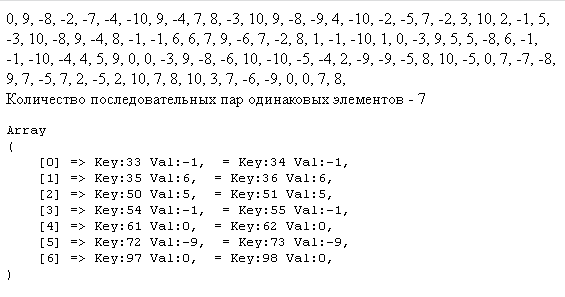 0, 9, -8, -2, -7, -4, -10, 9, -4, 7, 8, -3, 10, 9, -8, -9, 4, -10, -2, -5, 7, -2, 3, 10, 2, -1, 5,
-3, 10, -8, 9, -4, 8, -1, -1, 6, 6, 7, 9, -6, 7, -2, 8, 1, -1, -10, 1, 0, -3, 9, 5, 5, -8, 6, -1,
-1, -10, -4, 4, 5, 9, 0, 0, -3, 9, -8, -6, 10, -10, -5, -4, 2, -9, -9, -5, 8, 10, -5, 0, 7, -7, -8,
9, 7, -5, 7, 2, -5, 2, 10, 7, 8, 10, 3, 7, -6, -9, 0, 0, 7, 8,
Количество последовательных пар одинаковых элементов - 7
Array
(
[0] => Key:33 Val:-1,  = Key:34 Val:-1,
[1] => Key:35 Val:6,  = Key:36 Val:6,
[2] => Key:50 Val:5,  = Key:51 Val:5,
[3] => Key:54 Val:-1,  = Key:55 Val:-1,
[4] => Key:61 Val:0,  = Key:62 Val:0,
[5] => Key:72 Val:-9,  = Key:73 Val:-9,
[6] => Key:97 Val:0,  = Key:98 Val:0,
)